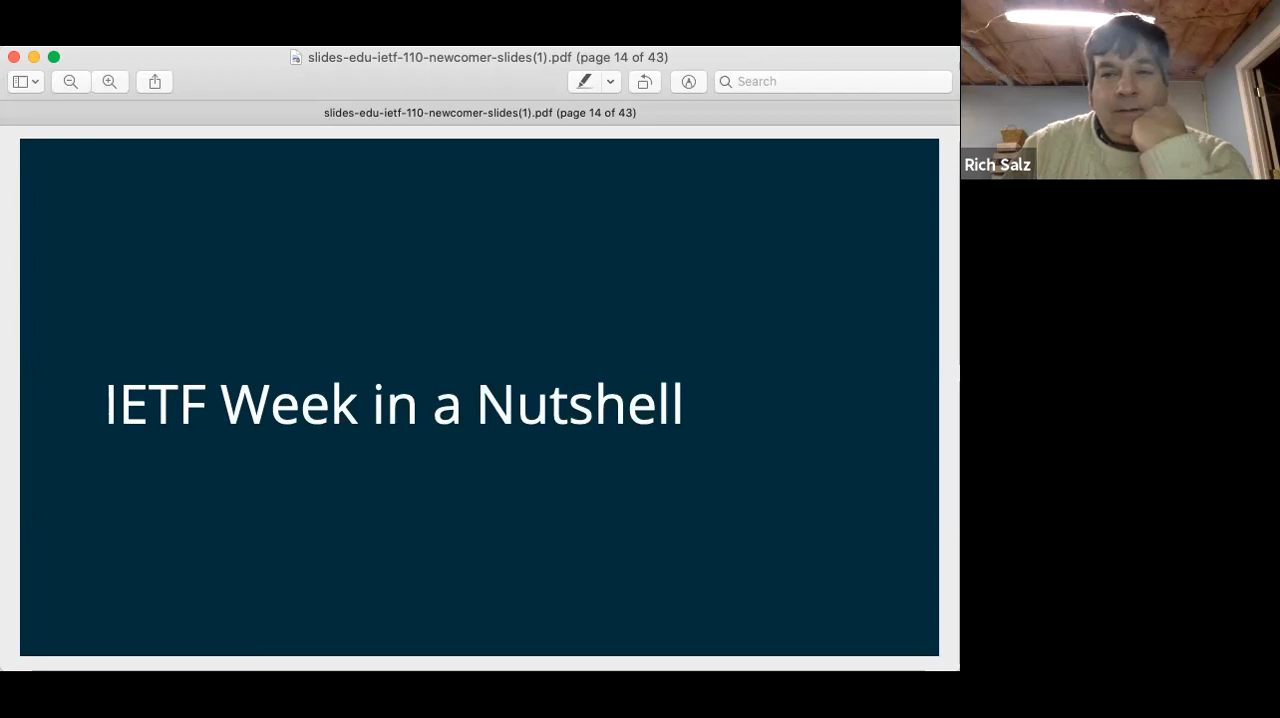 slides-edu-ietf-110-newcomer-slides(1).pdf (page 14 of 43)
Search
slides-edu-ietf-110-newcomer-slides(1).pdf (page 14 of 43)
IETF Week in a Nutshell
Rich Salz